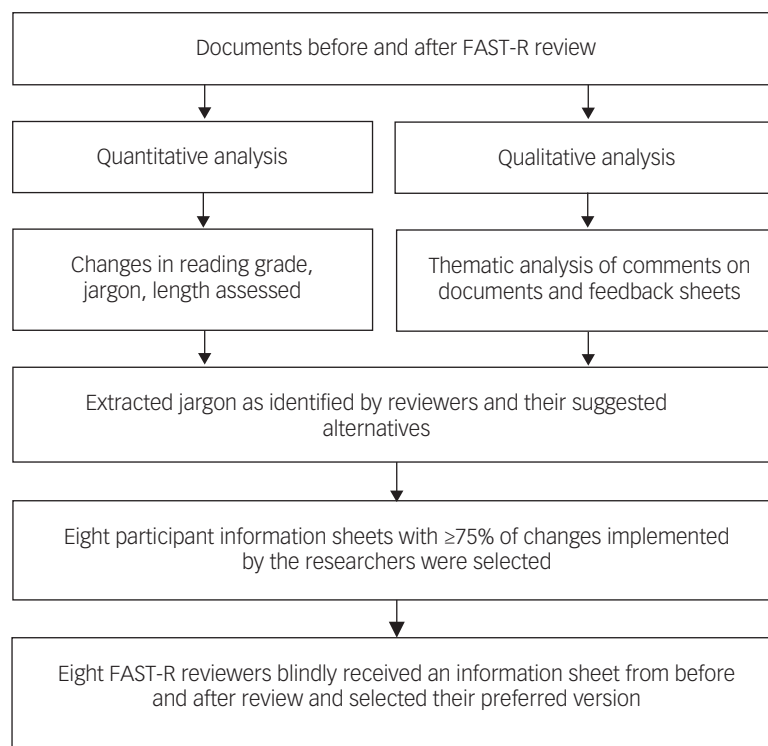 Documents before and after FAST-R review
Quantitative analysis
Qualitative analysis
Changes in reading grade,
jargon, length assessed
Thematic analysis of comments on
documents and feedback sheets
Extracted jargon as identified by reviewers and their suggested
alternatives
Eight participant information sheets with ≥75% of changes implemented
by the researchers were selected
Eight FAST-R reviewers blindly received an information sheet from before
and after review and selected their preferred version